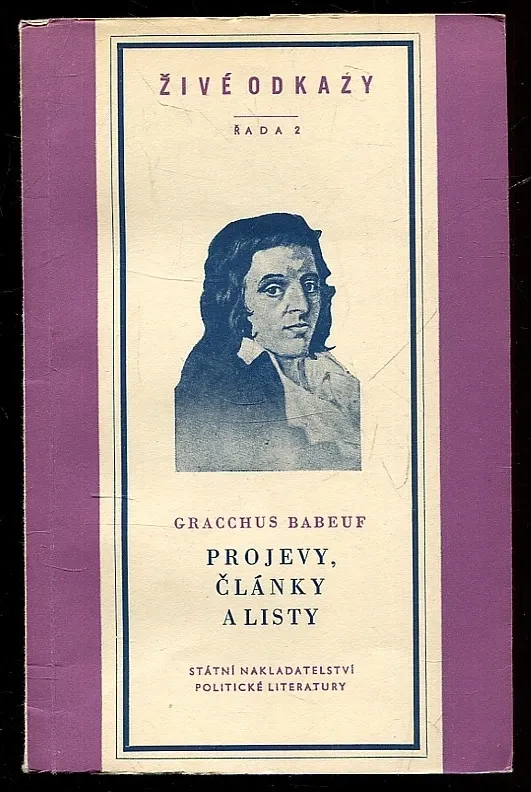 ŽIVÉ ODKAZY
ŘADA 2
GRACCHUS BABEUF
PROJEVY,
ČLÁNKY
A LISTY
STÁTNÍ NAKLADATELSTVÍ
POLITICKÉ LITERATURY